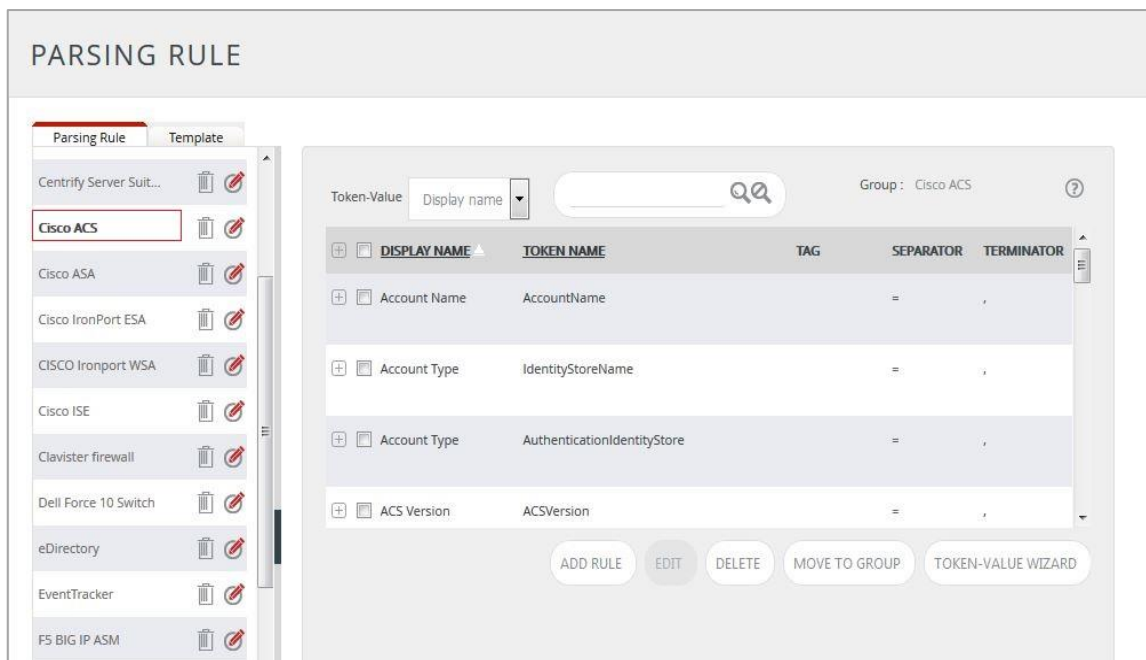 PARSING RULE
Parsing Rule Template
Centrify Server Suit...
Cisco ACS
Cisco ASA
Cisco IronPort ESA
CISCO Ironport WSA
Cisco ISE
Clavister firewall
Dell Force 10 Switch
eDirectory
EventTracker
F5 BIG IP ASM
Token-Value Display name Group : Cisco ACS ?
DISPLAY NAME TOKEN NAME TAG SEPARATOR TERMINATOR
Account Name AccountName = ,
Account Type IdentityStoreName = ,
Account Type AuthenticationIdentityStore = ,
ACS Version ACSVersion = ,
ADD RULE EDIT DELETE MOVE TO GROUP TOKEN-VALUE WIZARD